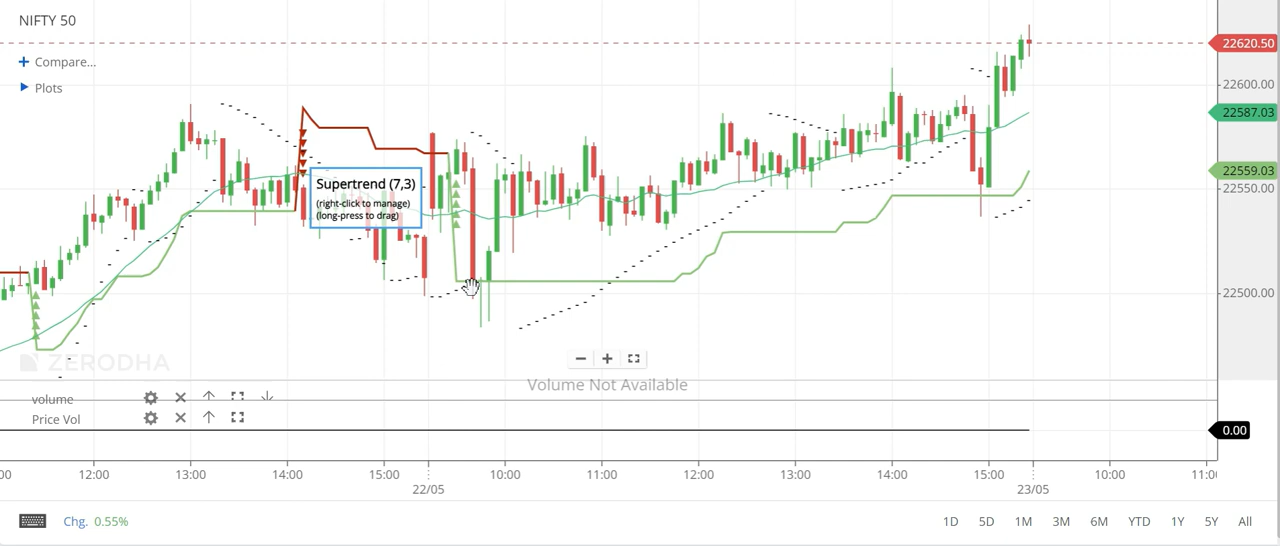 NIFTY 50
Compare...
Plots
22620.50
22600.00
22587.03
22559.03
22550.00
22500.00
Supertrend (7,3)
(right-click to manage)
(long-press to drag)
ZERODHA
Volume Not Available
volume
Price Vol
0.00
:00 12:00 13:00 14:00 15:00 10:00 11:00 12:00 13:00 14:00 15:00 10:00 11:0
22/05 23/05
Chg. 0.55%
1D 5D 1M 3M 6M YTD 1Y 5Y All